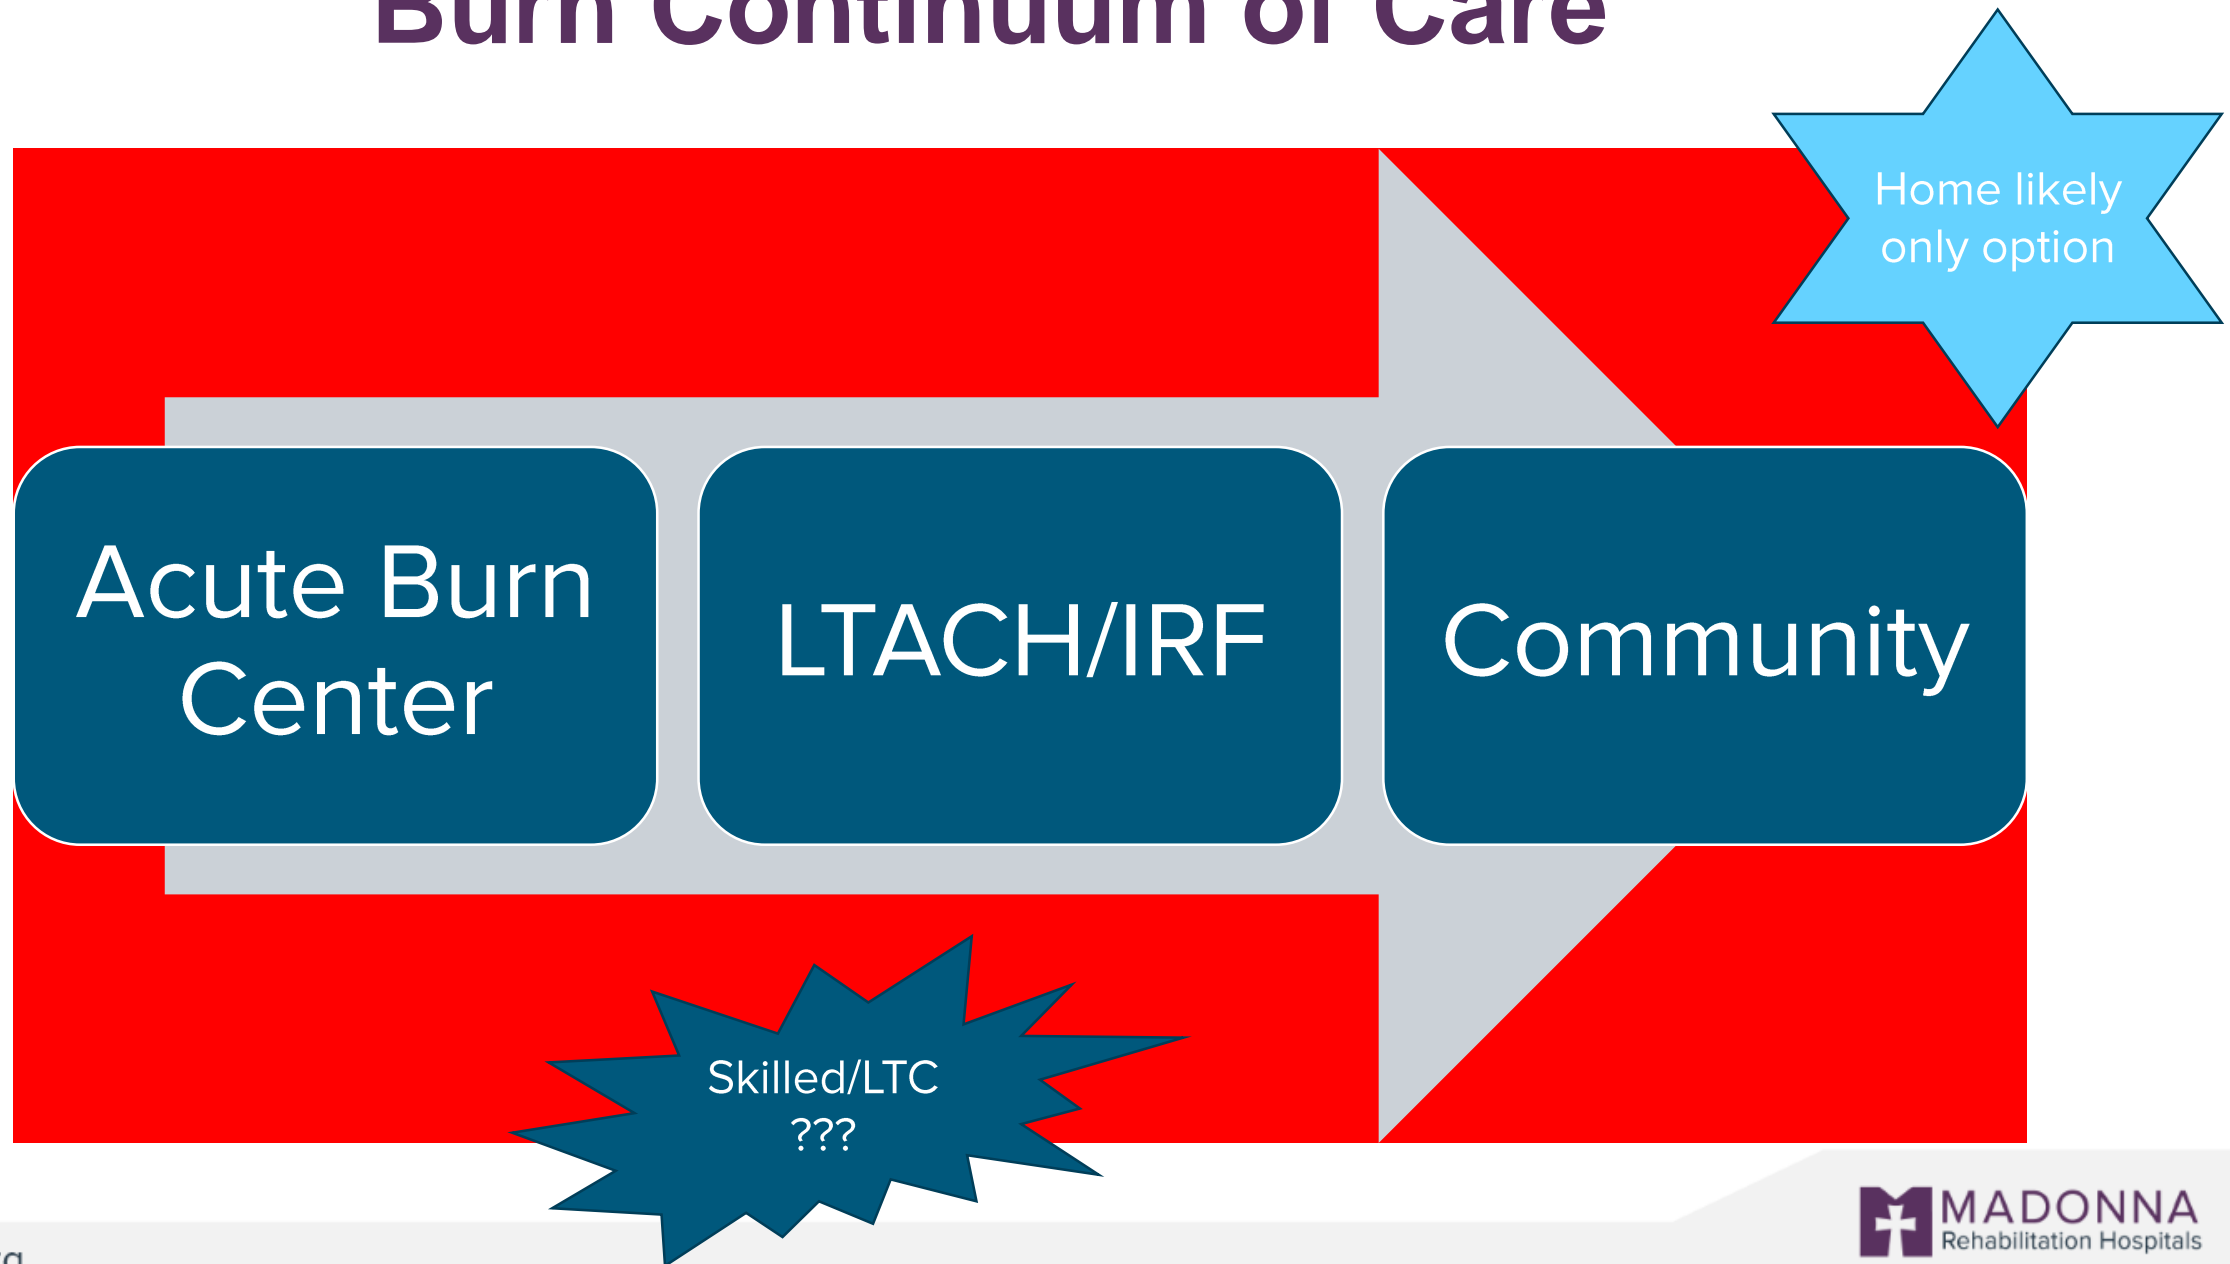 Burn Continuum of Care
Home likely
only option
Acute Burn
Center
LTACH/IRF
Community
Skilled/LTC
???
MADONNA
Rehabilitation Hospitals